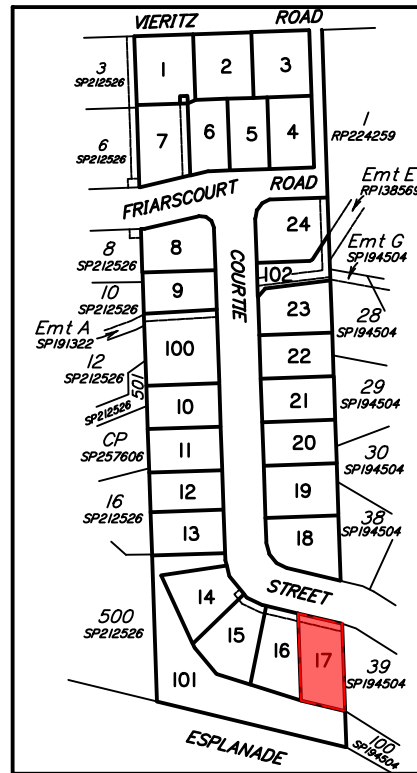 VIERITZ ROAD
3
SP212526
1 2 3
6
SP212526
7 6 5 4
1
RP224259
FRIARSCOURT ROAD
Emt E
RP138569
Emt G
SP194504
8
SP212526
8
COURTIE
24
102
10
SP212526
9
23
28
SP194504
Emt A
SP191322
12
SP212526
501
SP212526
100
22
29
SP194504
10
21
CP
SP257606
11
20
30
SP194504
16
SP212526
12
19
38
SP194504
13
18
STREET
500
SP212526
14
15
16
17
39
SP194504
101
100
SP194504
ESPLANADE